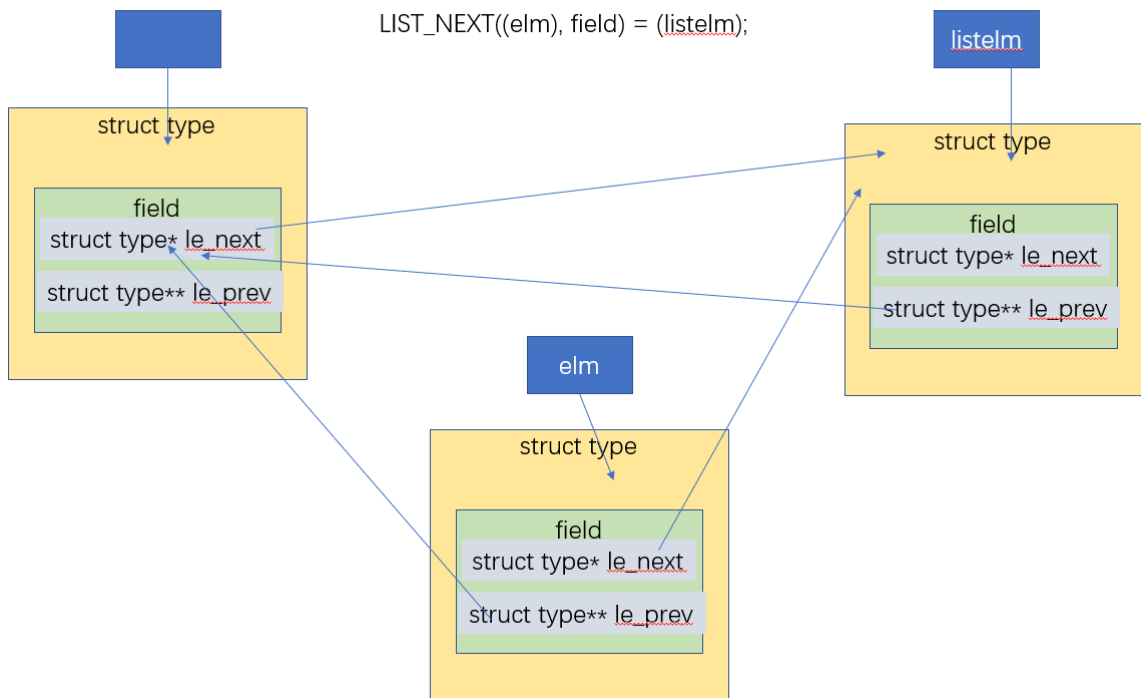 LIST_NEXT((elm), field) = (listelm);
listelm
struct type
struct type
field
struct type* le_next
struct type** le_prev
field
struct type* le_next
struct type** le_prev
elm
struct type
field
struct type* le_next
struct type** le_prev